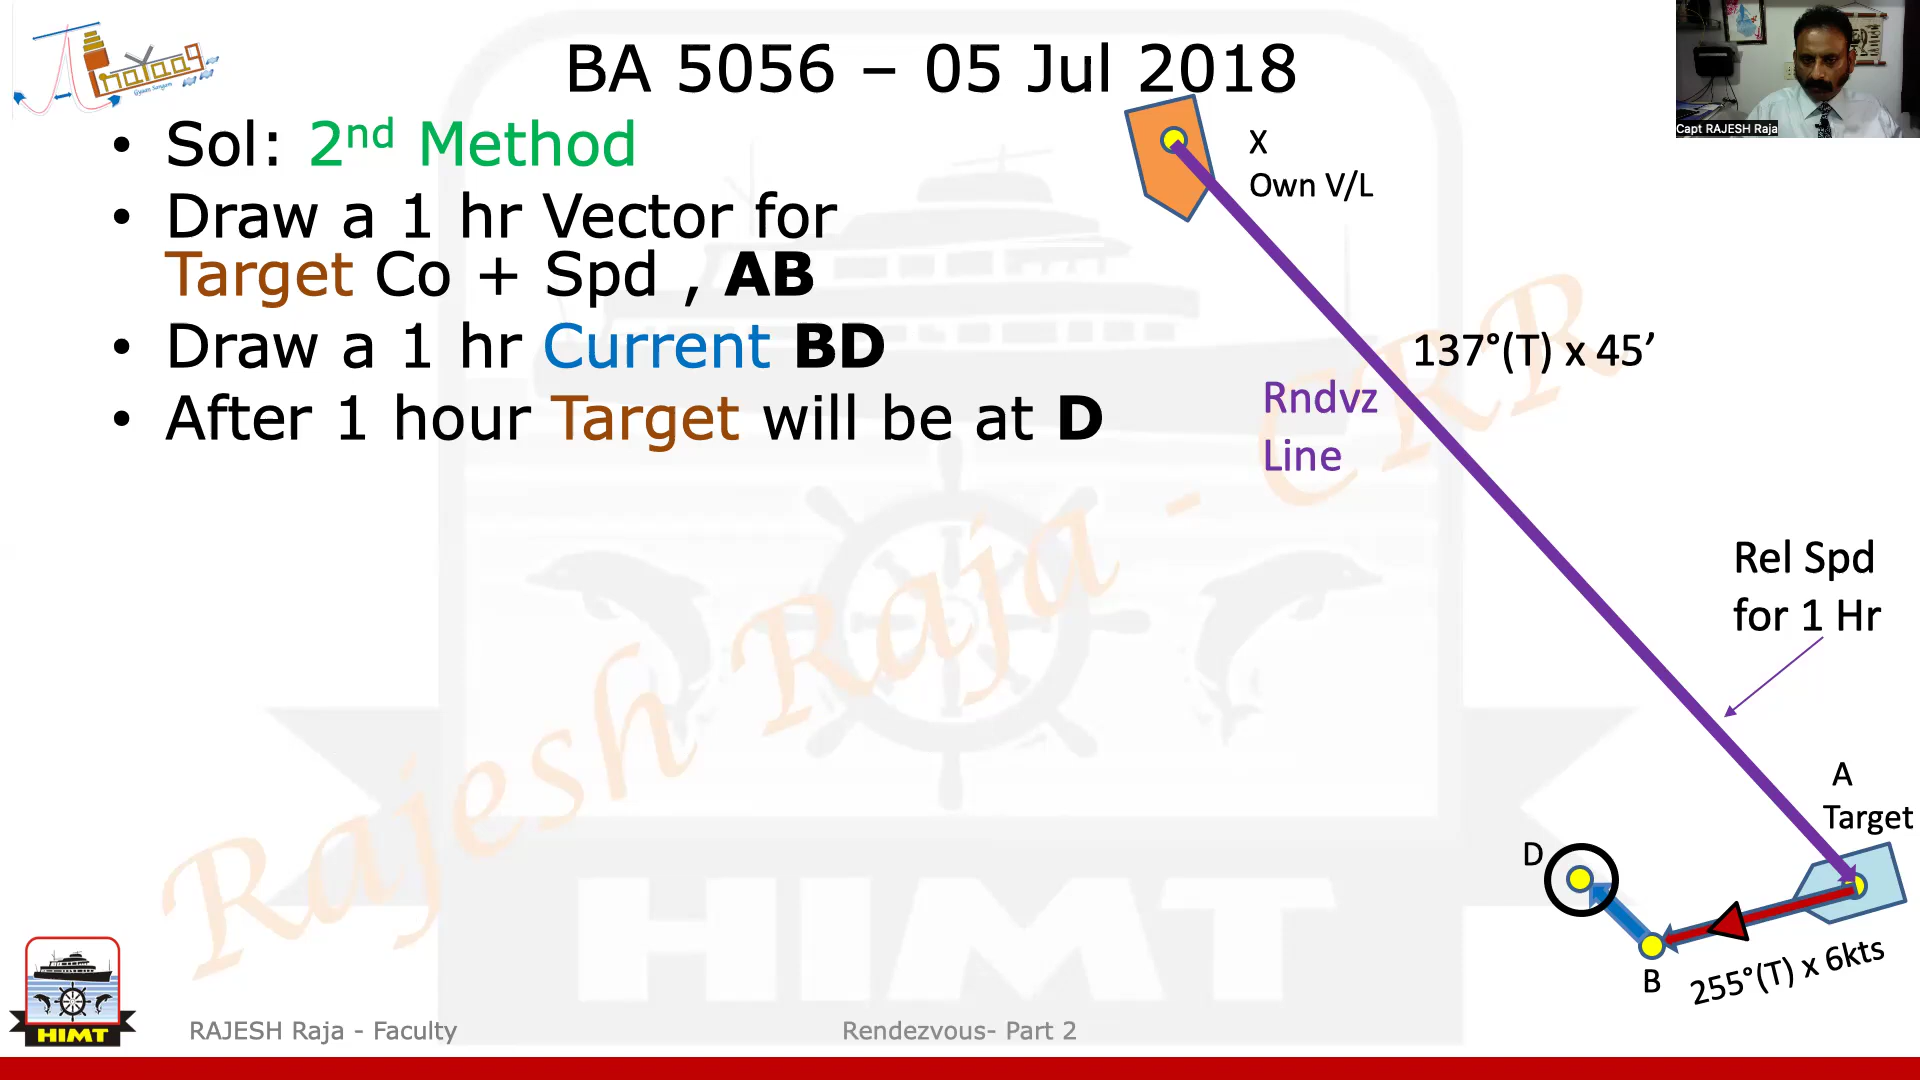 BA 5056 – 05 Jul 2018
Capt RAJESH Raja
• Sol: 2nd Method
• Draw a 1 hr Vector for
Target Co + Spd , AB
• Draw a 1 hr Current BD
• After 1 hour Target will be at D
X
Own V/L
137°(T) x 45’
Rndvz
Line
Rel Spd
for 1 Hr
A
Target
D
B
255°(T) x 6kts
Rajesh Raja - CRR
HIMT
HIMT
RAJESH Raja - Faculty
Rendezvous- Part 2